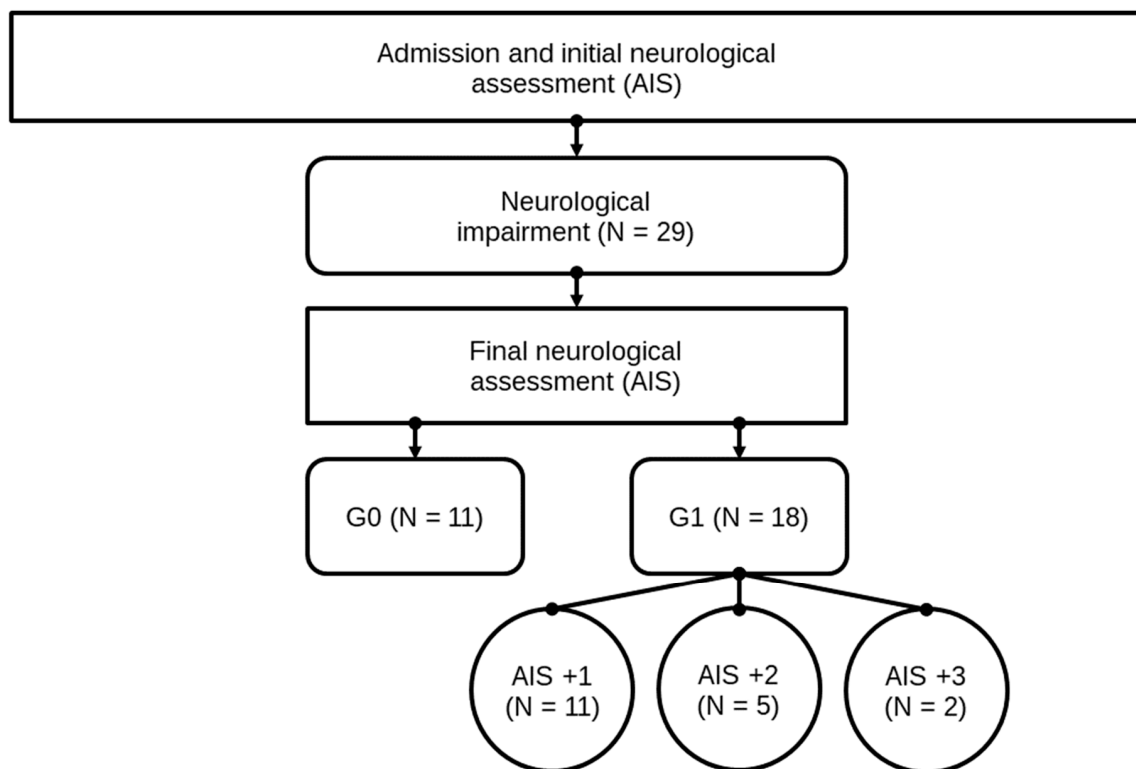 Admission and initial neurological
assessment (AIS)
Neurological
impairment (N = 29)
Final neurological
assessment (AIS)
G0 (N = 11)
G1 (N = 18)
AIS +1
(N = 11)
AIS +2
(N = 5)
AIS +3
(N = 2)